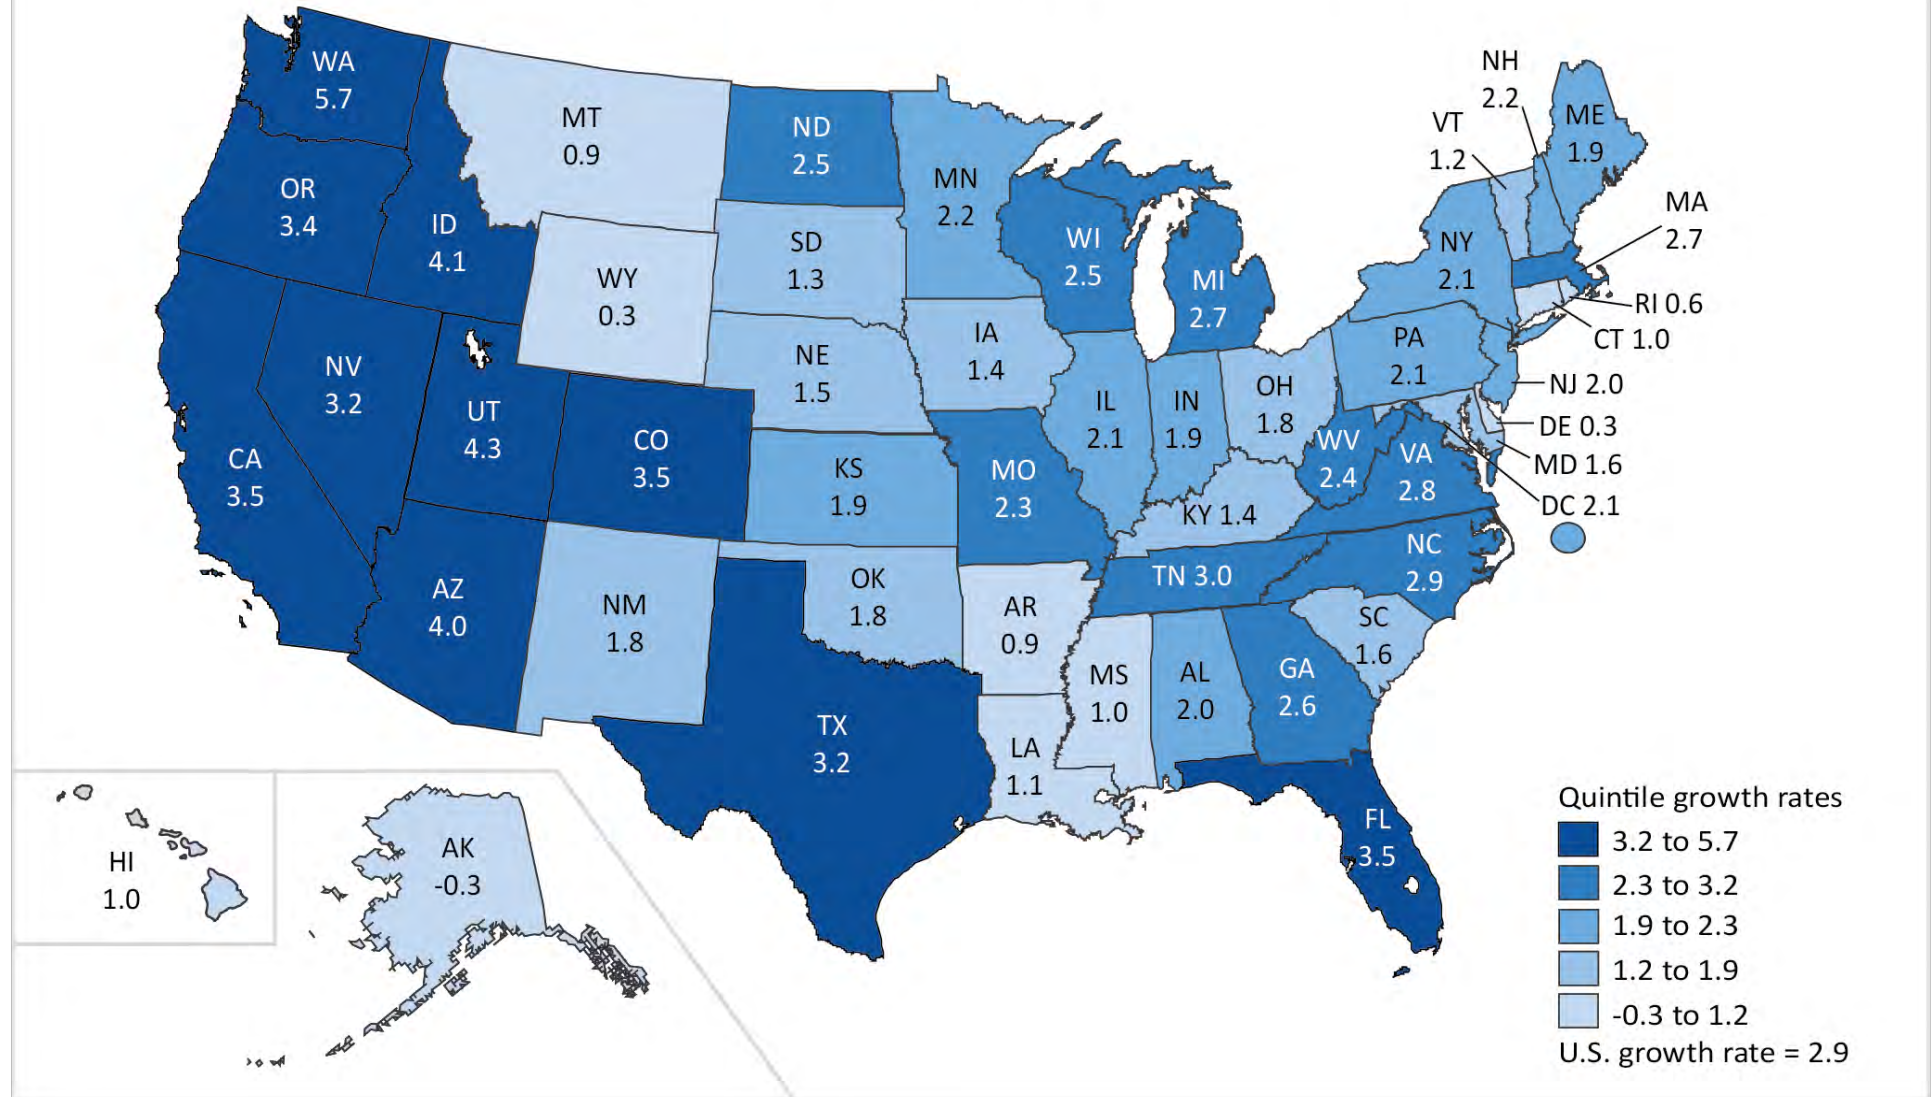 WA
5.7
OR
3.4
ID
4.1
MT
0.9
WY
0.3
ND
2.5
SD
1.3
NE
1.5
MN
2.2
IA
1.4
WI
2.5
MI
2.7
NH
2.2
VT
1.2
ME
1.9
MA
2.7
NY
2.1
RI 0.6
CT 1.0
PA
2.1
NJ 2.0
DE 0.3
MD 1.6
DC 2.1
CA
3.5
NV
3.2
UT
4.3
CO
3.5
KS
1.9
MO
2.3
IL
2.1
IN
1.9
OH
1.8
WV
2.4
VA
2.8
KY 1.4
AZ
4.0
NM
1.8
OK
1.8
AR
0.9
TN 3.0
NC
2.9
SC
1.6
TX
3.2
LA
1.1
MS
1.0
AL
2.0
GA
2.6
FL
3.5
HI
1.0
AK
-0.3
Quintile growth rates
3.2 to 5.7
2.3 to 3.2
1.9 to 2.3
1.2 to 1.9
-0.3 to 1.2
U.S. growth rate = 2.9